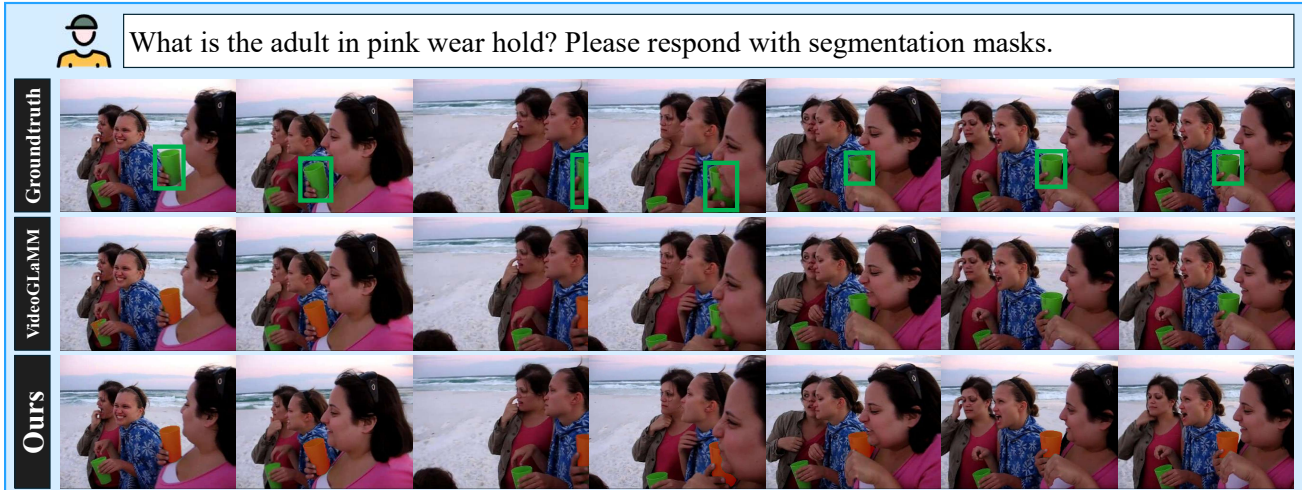 What is the adult in pink wear hold? Please respond with segmentation masks.
Groundtruth
VideoGLaMM
Ours